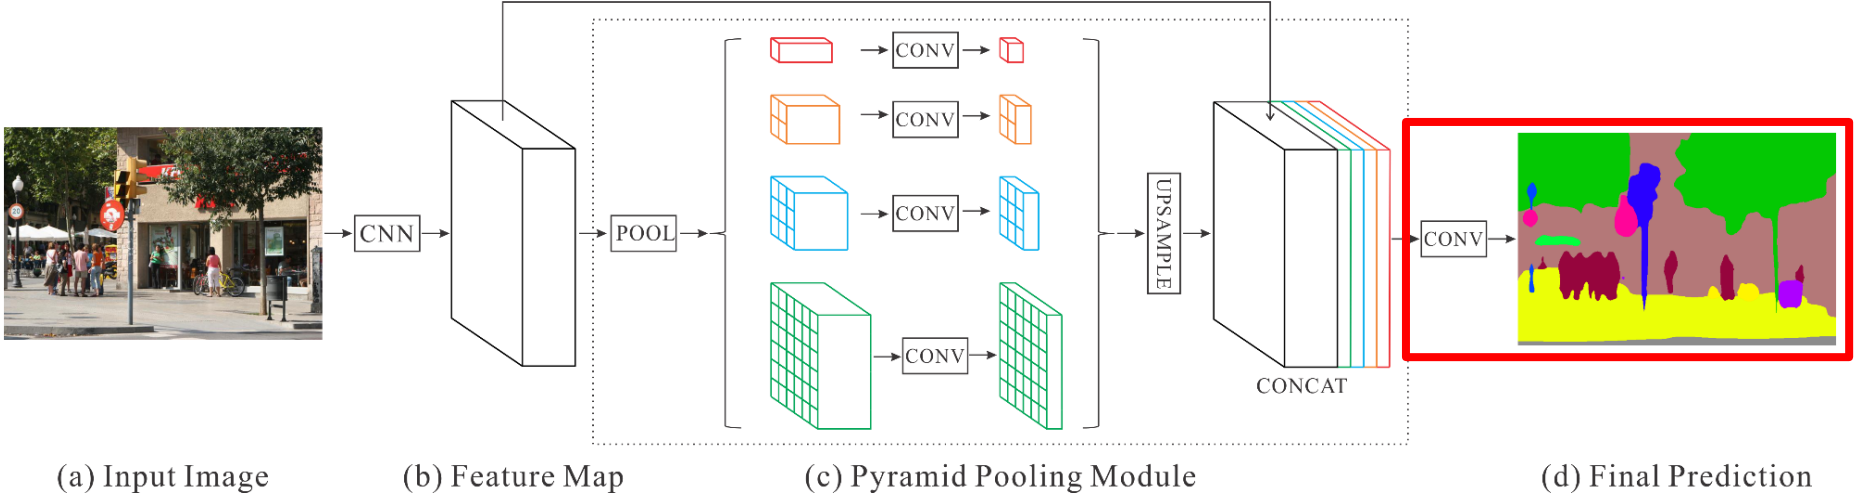 CNN
POOL
CONV
CONV
CONV
CONV
UPSAMPLE
CONCAT
CONV
(a) Input Image
(b) Feature Map
(c) Pyramid Pooling Module
(d) Final Prediction